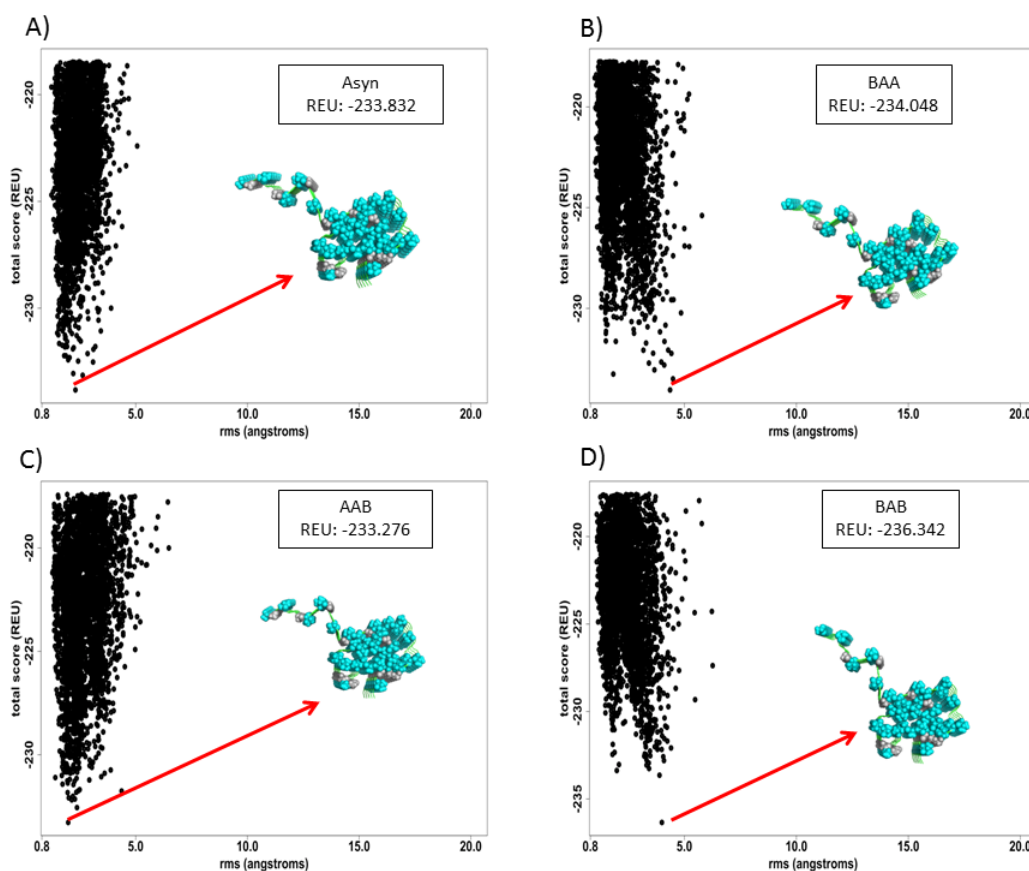 A)
Asyn
REU: -233.832
total score (REU)
-220
-225
-230
0.8 5.0 10.0 15.0 20.0
rms (angstroms)
B)
BAA
REU: -234.048
total score (REU)
-220
-225
-230
0.8 5.0 10.0 15.0 20.0
rms (angstroms)
C)
AAB
REU: -233.276
total score (REU)
-220
-225
-230
0.8 5.0 10.0 15.0 20.0
rms (angstroms)
D)
BAB
REU: -236.342
total score (REU)
-220
-225
-230
-235
0.8 5.0 10.0 15.0 20.0
rms (angstroms)